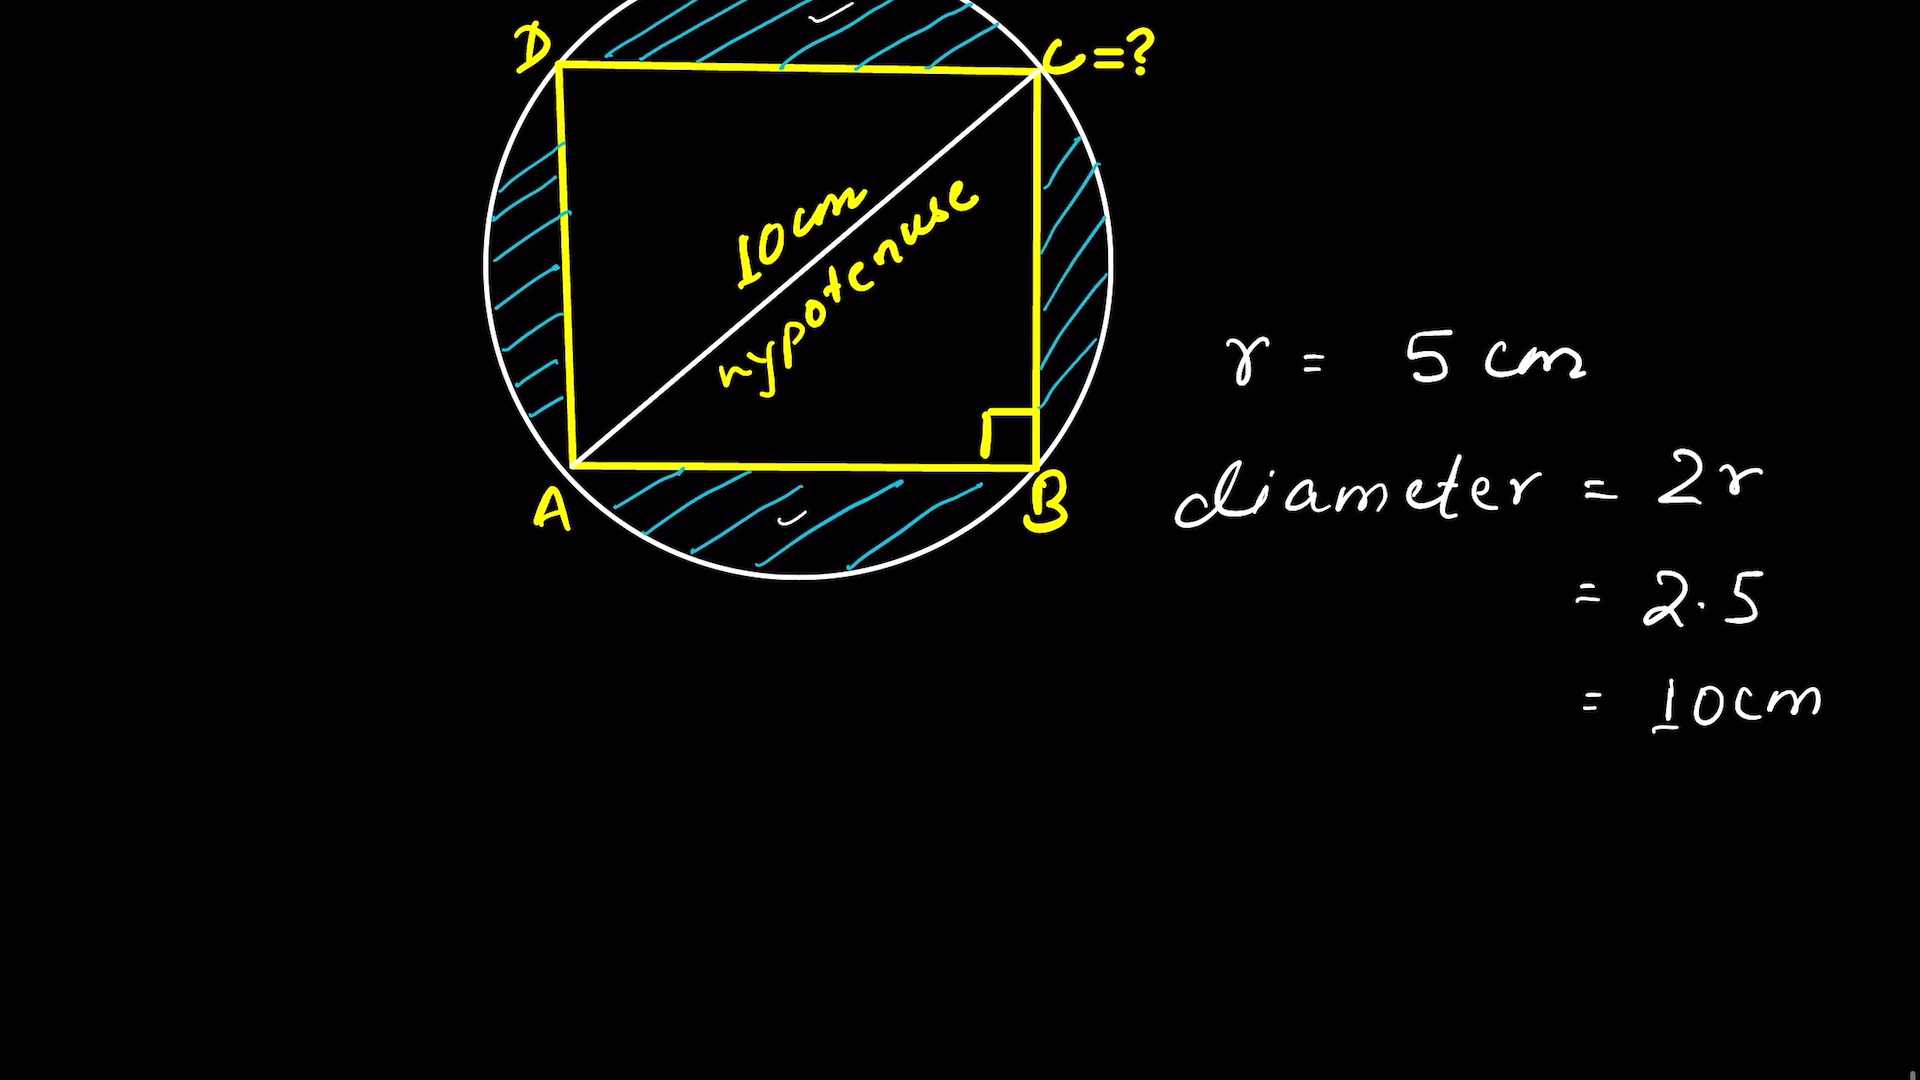 D
C = ?
10cm
hypotenuse
A
B
r = 5 cm
diameter = 2r
= 2.5
= 10cm